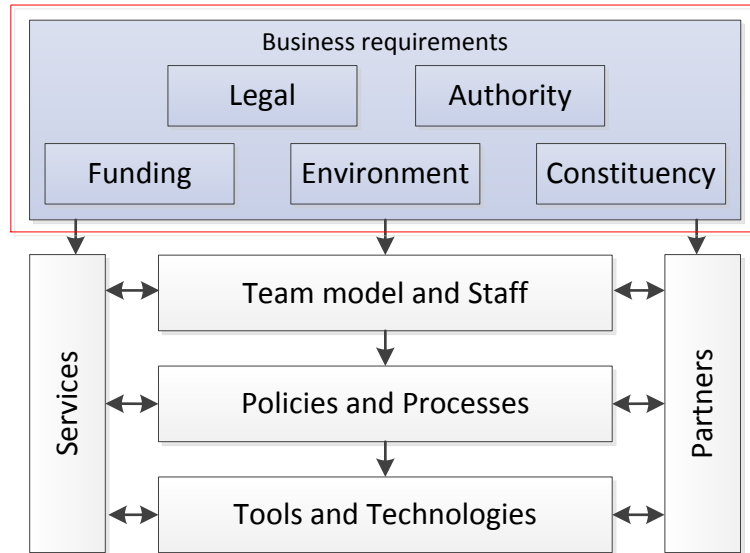 Business requirements
Legal
Authority
Funding
Environment
Constituency
Services
Team model and Staff
Policies and Processes
Tools and Technologies
Partners